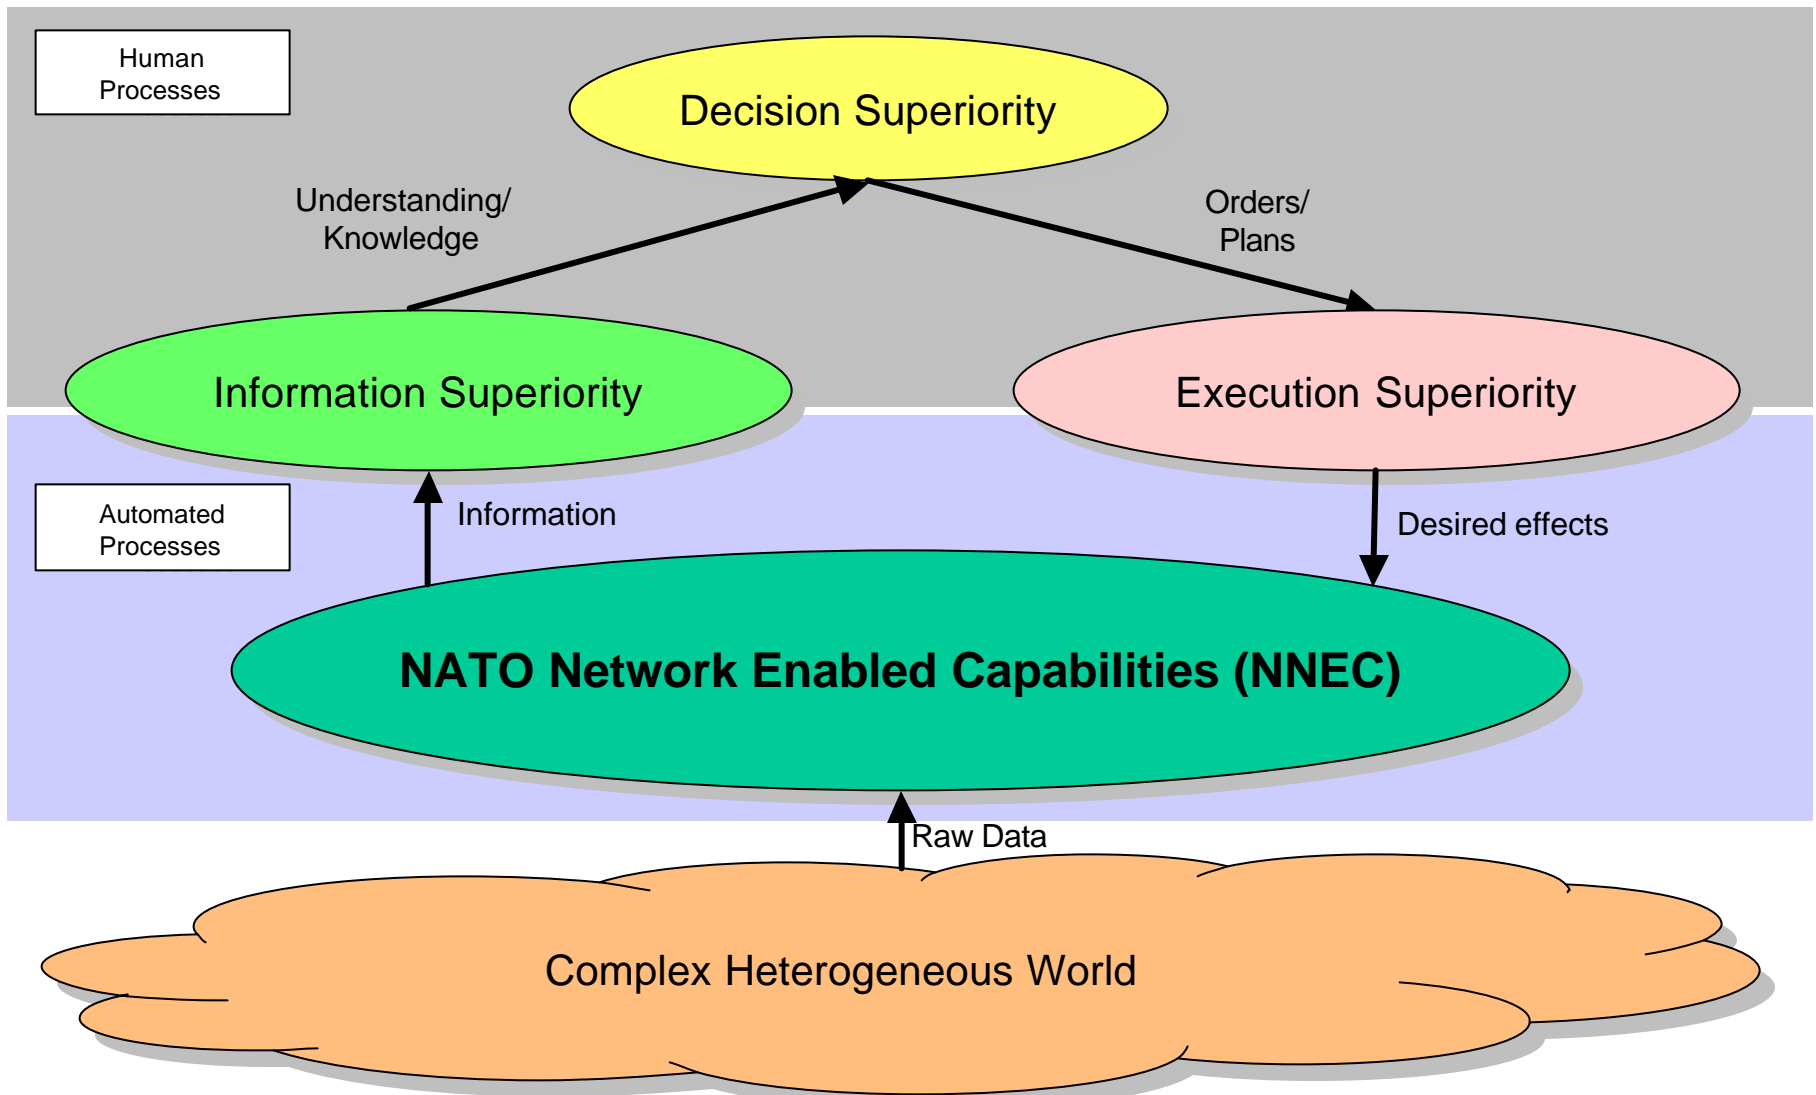 Human
Processes
Decision Superiority
Understanding/
Knowledge
Orders/
Plans
Information Superiority
Execution Superiority
Automated
Processes
Information
Desired effects
NATO Network Enabled Capabilities (NNEC)
Raw Data
Complex Heterogeneous World